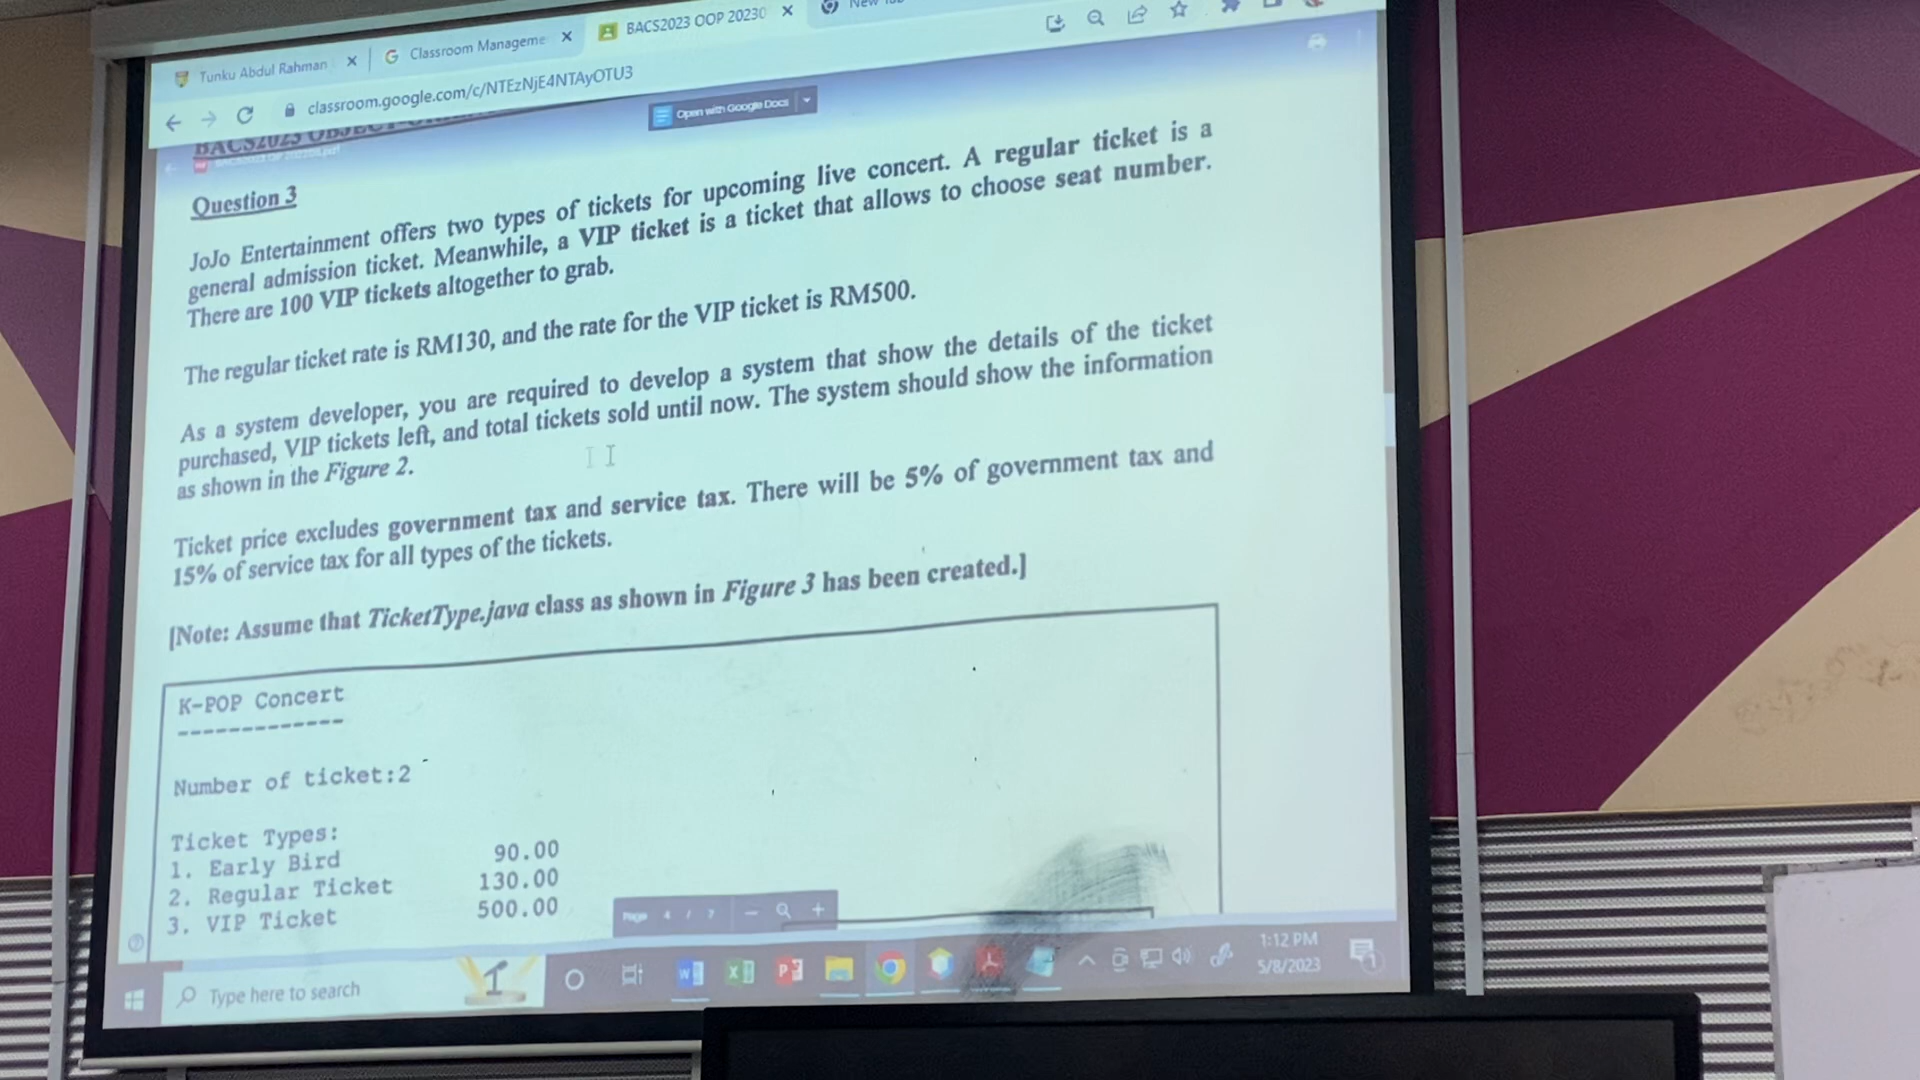 Tunku Abdul Rahman
Classroom Manageme
BACS2023 OOP 20230
classroom.google.com/c/NTEzNjE4NTAyOTU3
Open with Google Docs
Question 3
JoJo Entertainment offers two types of tickets for upcoming live concert. A regular ticket is a
general admission ticket. Meanwhile, a VIP ticket is a ticket that allows to choose seat number.
There are 100 VIP tickets altogether to grab.
The regular ticket rate is RM130, and the rate for the VIP ticket is RM500.
As a system developer, you are required to develop a system that show the details of the ticket
purchased, VIP tickets left, and total tickets sold until now. The system should show the information
as shown in the Figure 2.
Ticket price excludes government tax and service tax. There will be 5% of government tax and
15% of service tax for all types of the tickets.
[Note: Assume that TicketType.java class as shown in Figure 3 has been created.]
K-POP Concert
-------------
Number of ticket:2
Ticket Types:
1. Early Bird 90.00
2. Regular Ticket 130.00
3. VIP Ticket 500.00
Page 4 / 7
Type here to search
1:12 PM
5/8/2023